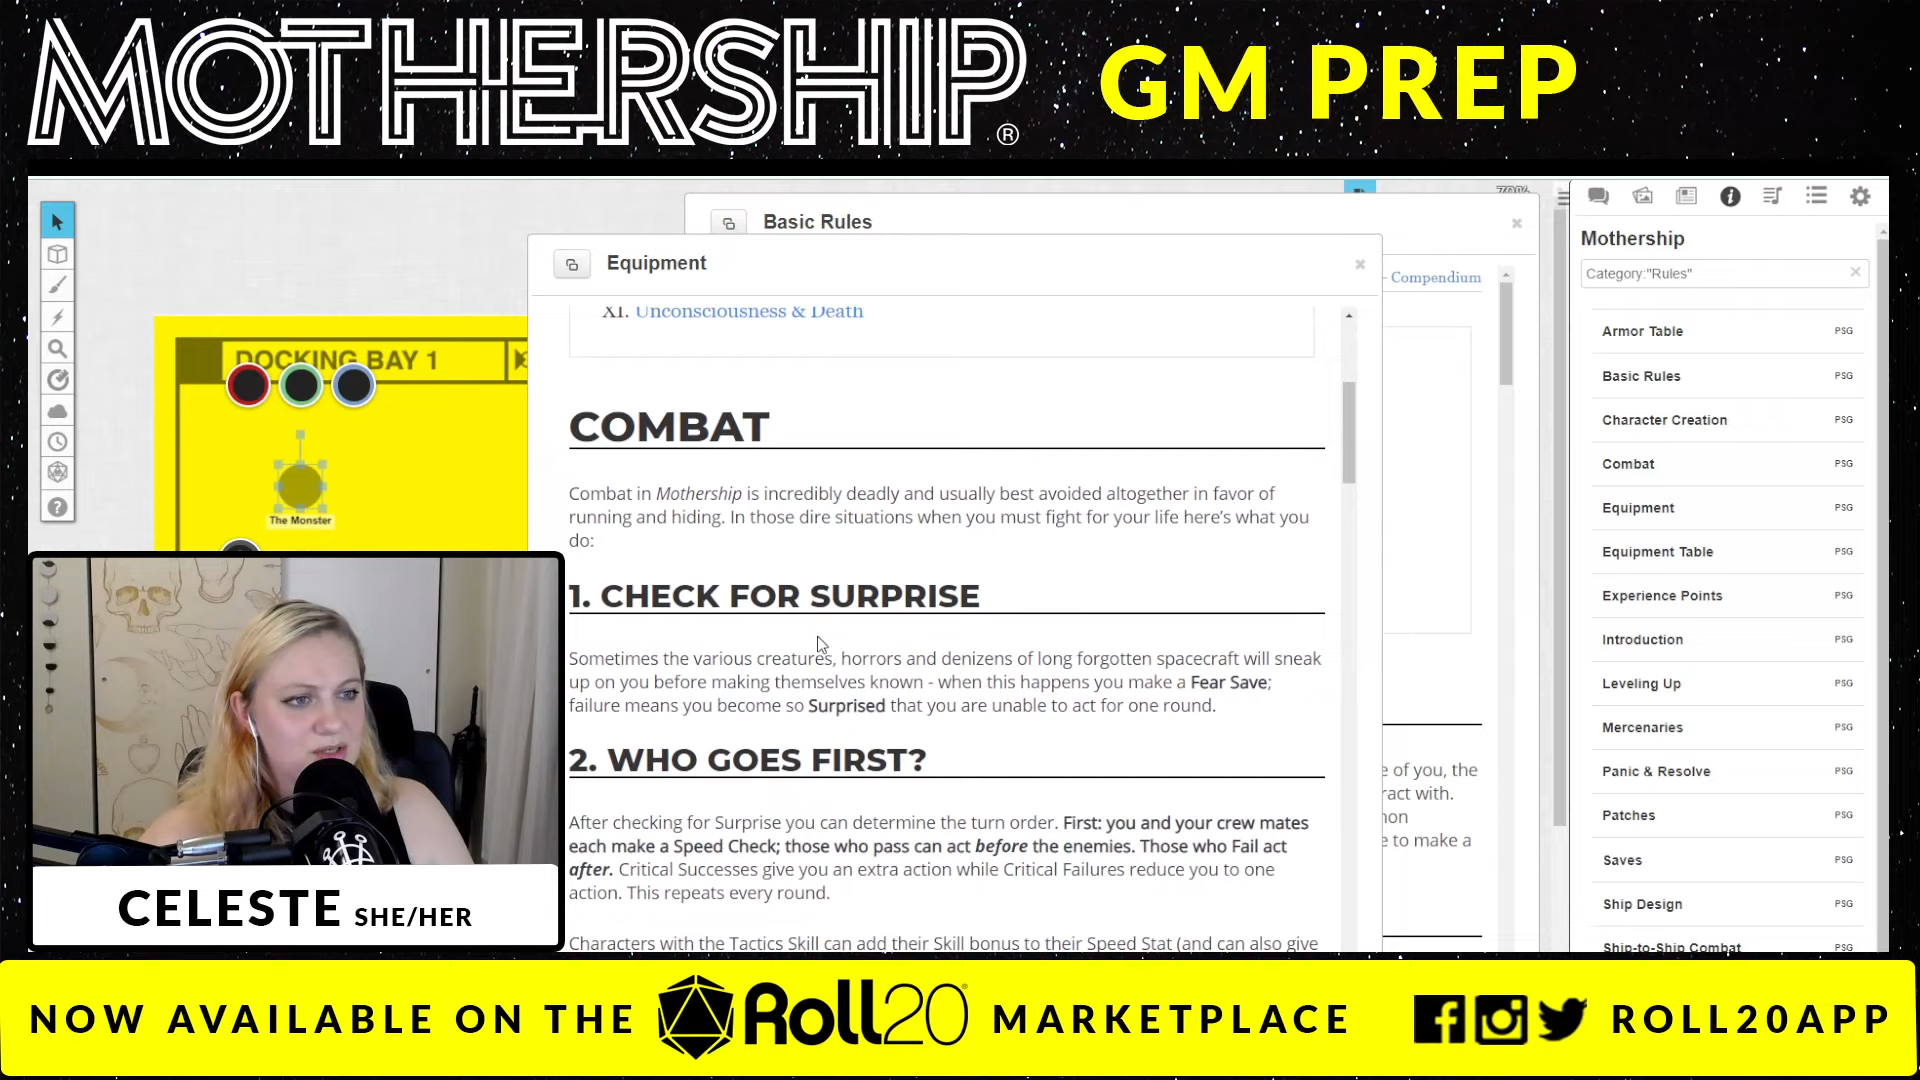 MOTHERSHIP®
GM PREP
Basic Rules
Equipment
Compendium
XI. Unconsciousness & Death
COMBAT
Combat in Mothership is incredibly deadly and usually best avoided altogether in favor of
running and hiding. In those dire situations when you must fight for your life here's what you
do:
1. CHECK FOR SURPRISE
Sometimes the various creatures, horrors and denizens of long forgotten spacecraft will sneak
up on you before making themselves known - when this happens you make a Fear Save;
failure means you become so Surprised that you are unable to act for one round.
2. WHO GOES FIRST?
After checking for Surprise you can determine the turn order. First: you and your crew mates
each make a Speed Check; those who pass can act before the enemies. Those who Fail act
after. Critical Successes give you an extra action while Critical Failures reduce you to one
action. This repeats every round.
Characters with the Tactics Skill can add their Skill bonus to their Speed Stat (and can also give
e of you, the
ract with.
e to make a
DOCKING BAY 1
The Monster
Mothership
Category:"Rules"
Armor Table PSG
Basic Rules PSG
Character Creation PSG
Combat PSG
Equipment PSG
Equipment Table PSG
Experience Points PSG
Introduction PSG
Leveling Up PSG
Mercenaries PSG
Panic & Resolve PSG
Patches PSG
Saves PSG
Ship Design PSG
Ship-to-Ship Combat PSG
CELESTE SHE/HER
NOW AVAILABLE ON THE Roll20® MARKETPLACE ROLL20APP